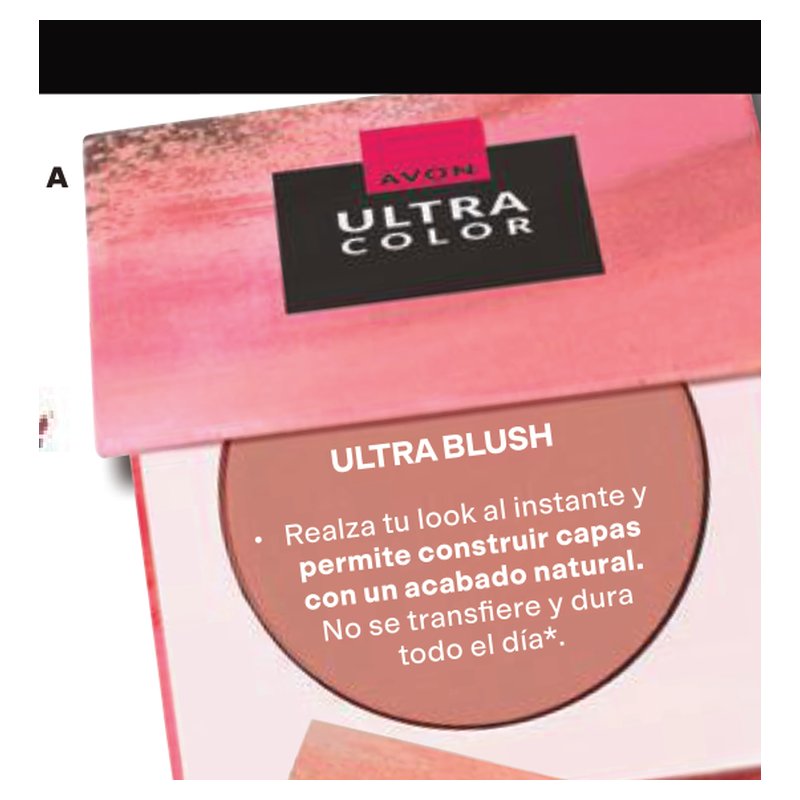 A
AVON
ULTRA
COLOR
ULTRA BLUSH
• Realza tu look al instante y
permite construir capas
con un acabado natural.
No se transfiere y dura
todo el día*.